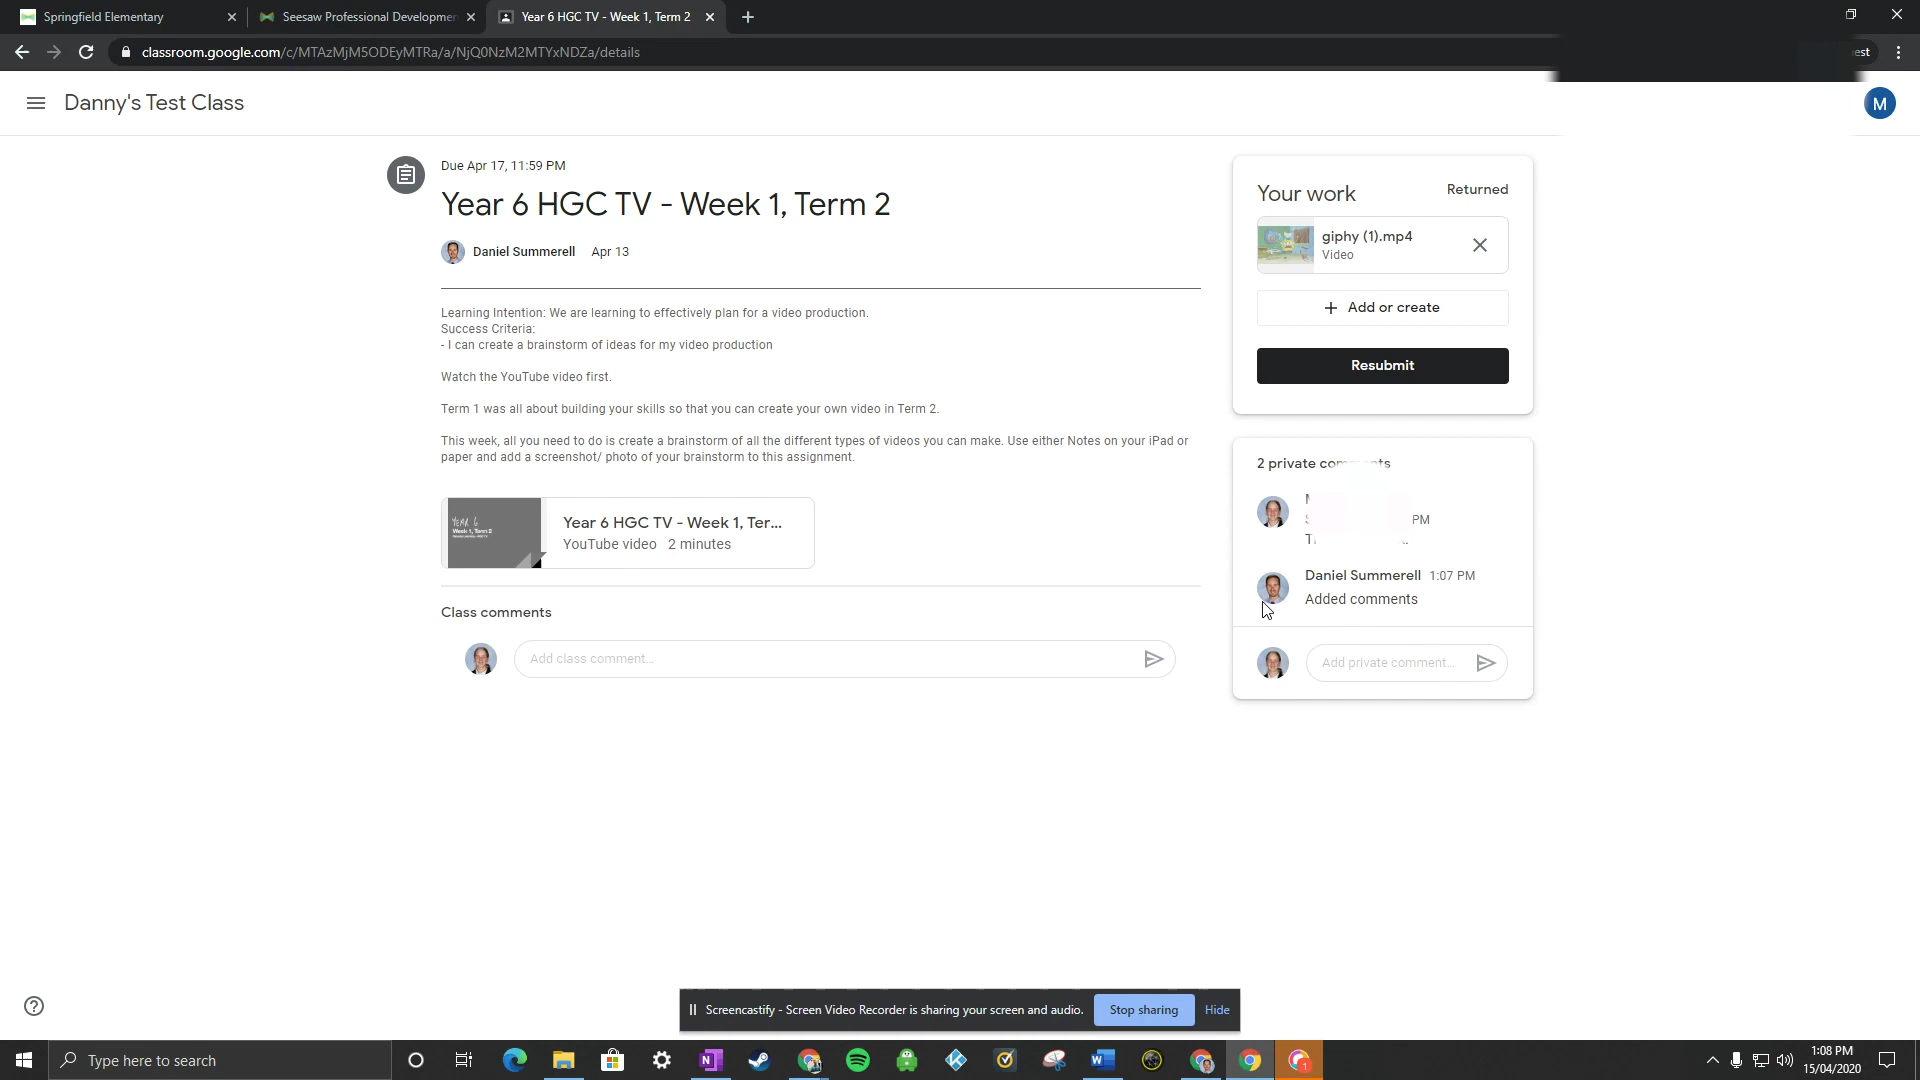 Springfield Elementary
Seesaw Professional Developmen
Year 6 HGC TV - Week 1, Term 2
classroom.google.com/c/MTAzMjM5ODEyMTRa/a/NjQ0NzM2MTYxNDZa/details
est
Danny's Test Class
M
Due Apr 17, 11:59 PM
Year 6 HGC TV - Week 1, Term 2
Daniel Summerell Apr 13
Learning Intention: We are learning to effectively plan for a video production.
Success Criteria:
- I can create a brainstorm of ideas for my video production
Watch the YouTube video first.
Term 1 was all about building your skills so that you can create your own video in Term 2.
This week, all you need to do is create a brainstorm of all the different types of videos you can make. Use either Notes on your iPad or
paper and add a screenshot/ photo of your brainstorm to this assignment.
YEAR 6
Week 1, Term 2
Year 6 HGC TV - Week 1, Ter...
YouTube video 2 minutes
Class comments
Add class comment...
Your work
Returned
giphy (1).mp4
Video
+ Add or create
Resubmit
2 private comments
PM
Daniel Summerell 1:07 PM
Added comments
Add private comment...
Screencastify - Screen Video Recorder is sharing your screen and audio.
Stop sharing
Hide
Type here to search
1:08 PM
15/04/2020